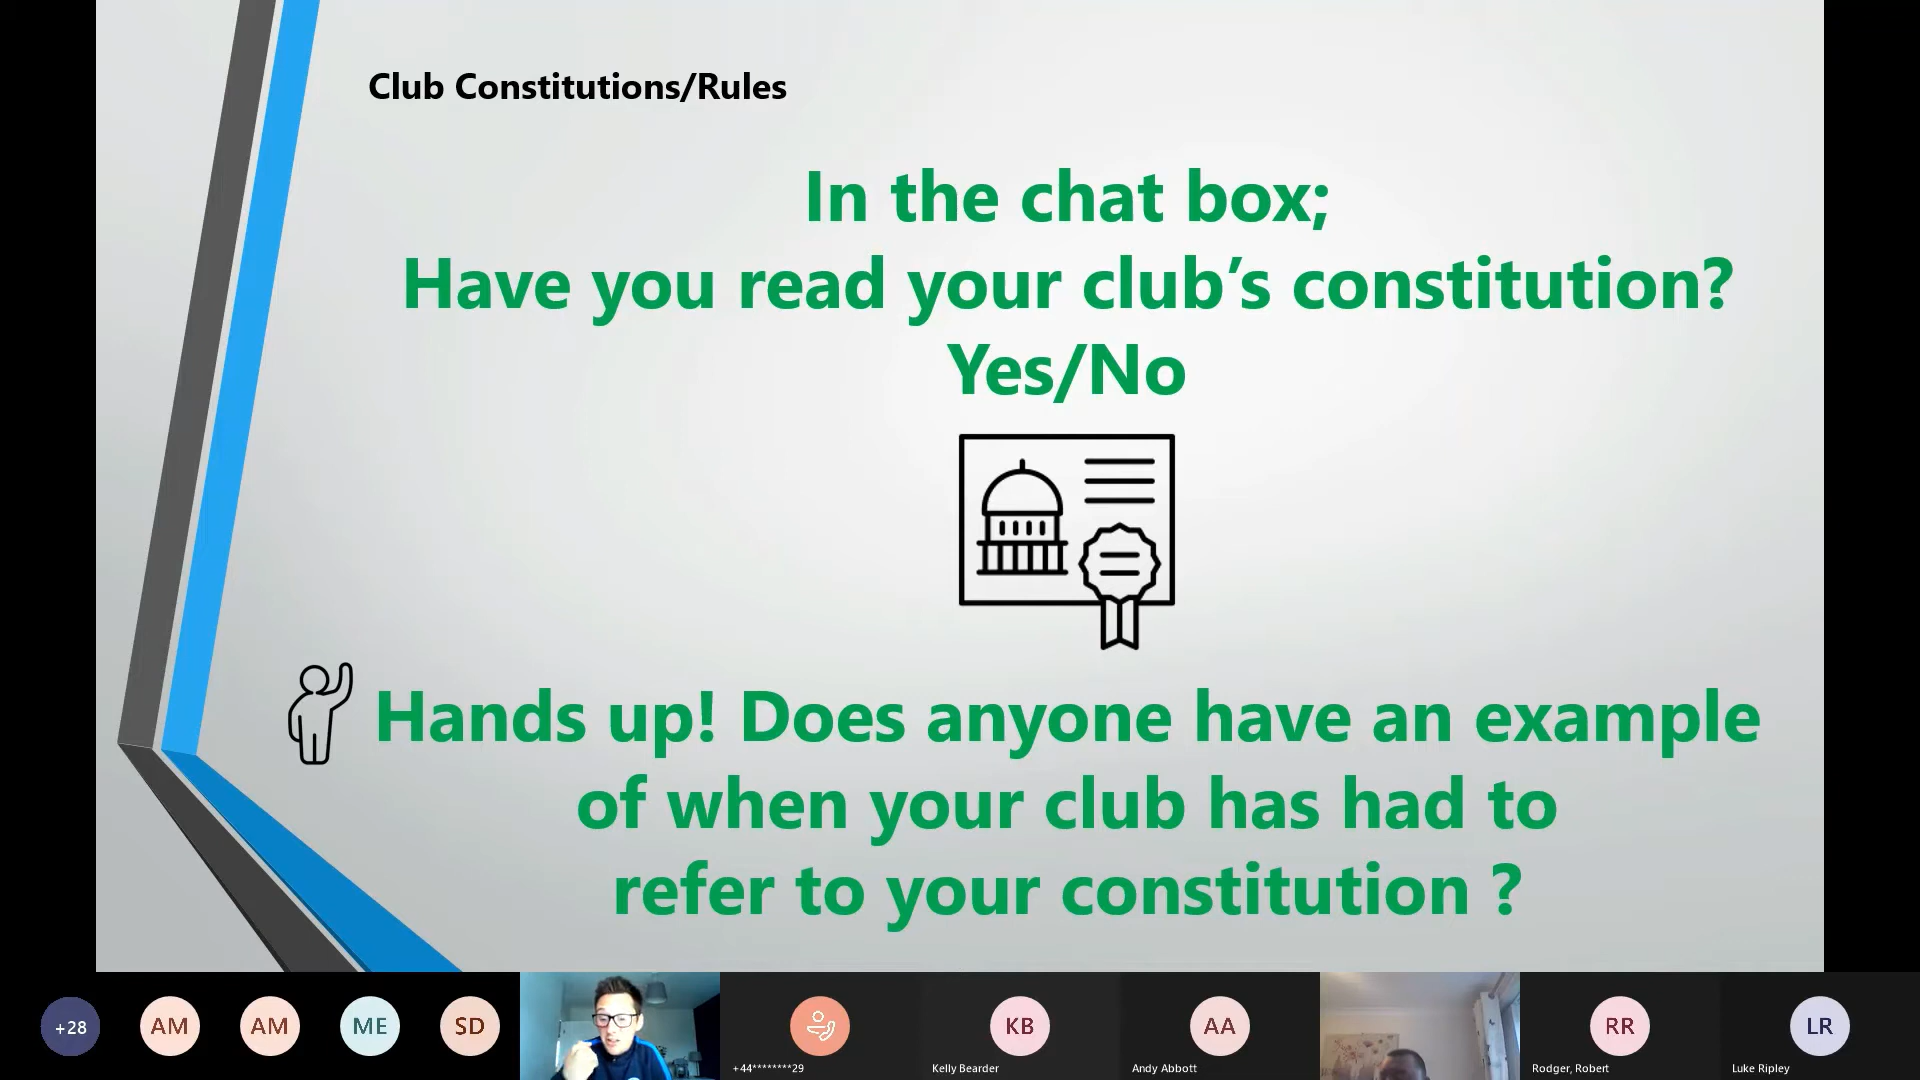 Club Constitutions/Rules
In the chat box;
Have you read your club’s constitution?
Yes/No
Hands up! Does anyone have an example
of when your club has had to
refer to your constitution ?
+28
AM
AM
ME
SD
KB
AA
RR
LR
+44********29
Kelly Bearder
Andy Abbott
Rodger, Robert
Luke Ripley